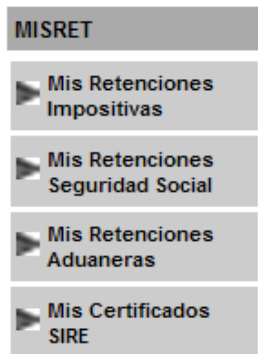 MISRET
Mis Retenciones
Impositivas
Mis Retenciones
Seguridad Social
Mis Retenciones
Aduaneras
Mis Certificados
SIRE